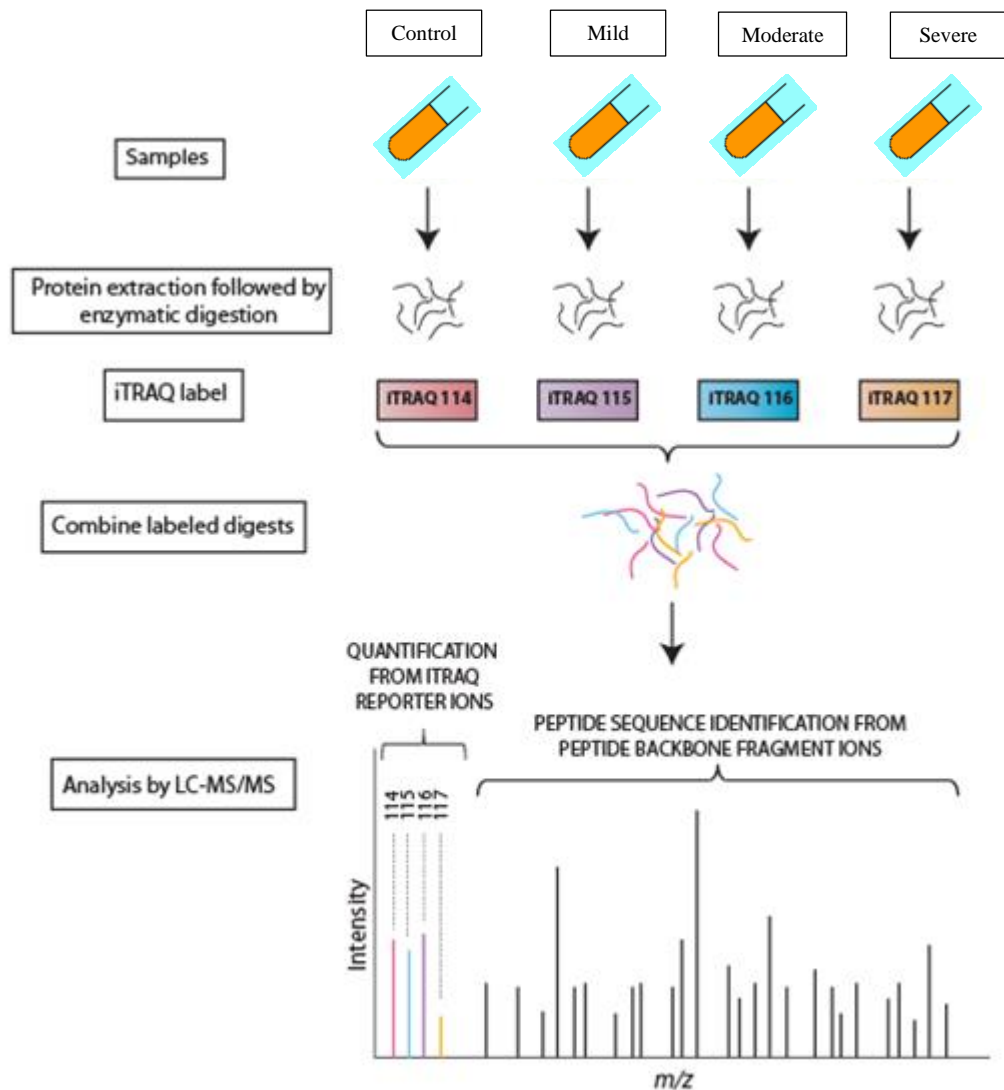 Control
Mild
Moderate
Severe
Samples
Protein extraction followed by
enzymatic digestion
iTRAQ label
iTRAQ 114
iTRAQ 115
iTRAQ 116
iTRAQ 117
Combine labeled digests
QUANTIFICATION
FROM ITRAQ
REPORTER IONS
PEPTIDE SEQUENCE IDENTIFICATION FROM
PEPTIDE BACKBONE FRAGMENT IONS
Analysis by LC-MS/MS
114
115
116
117
Intensity
m/z